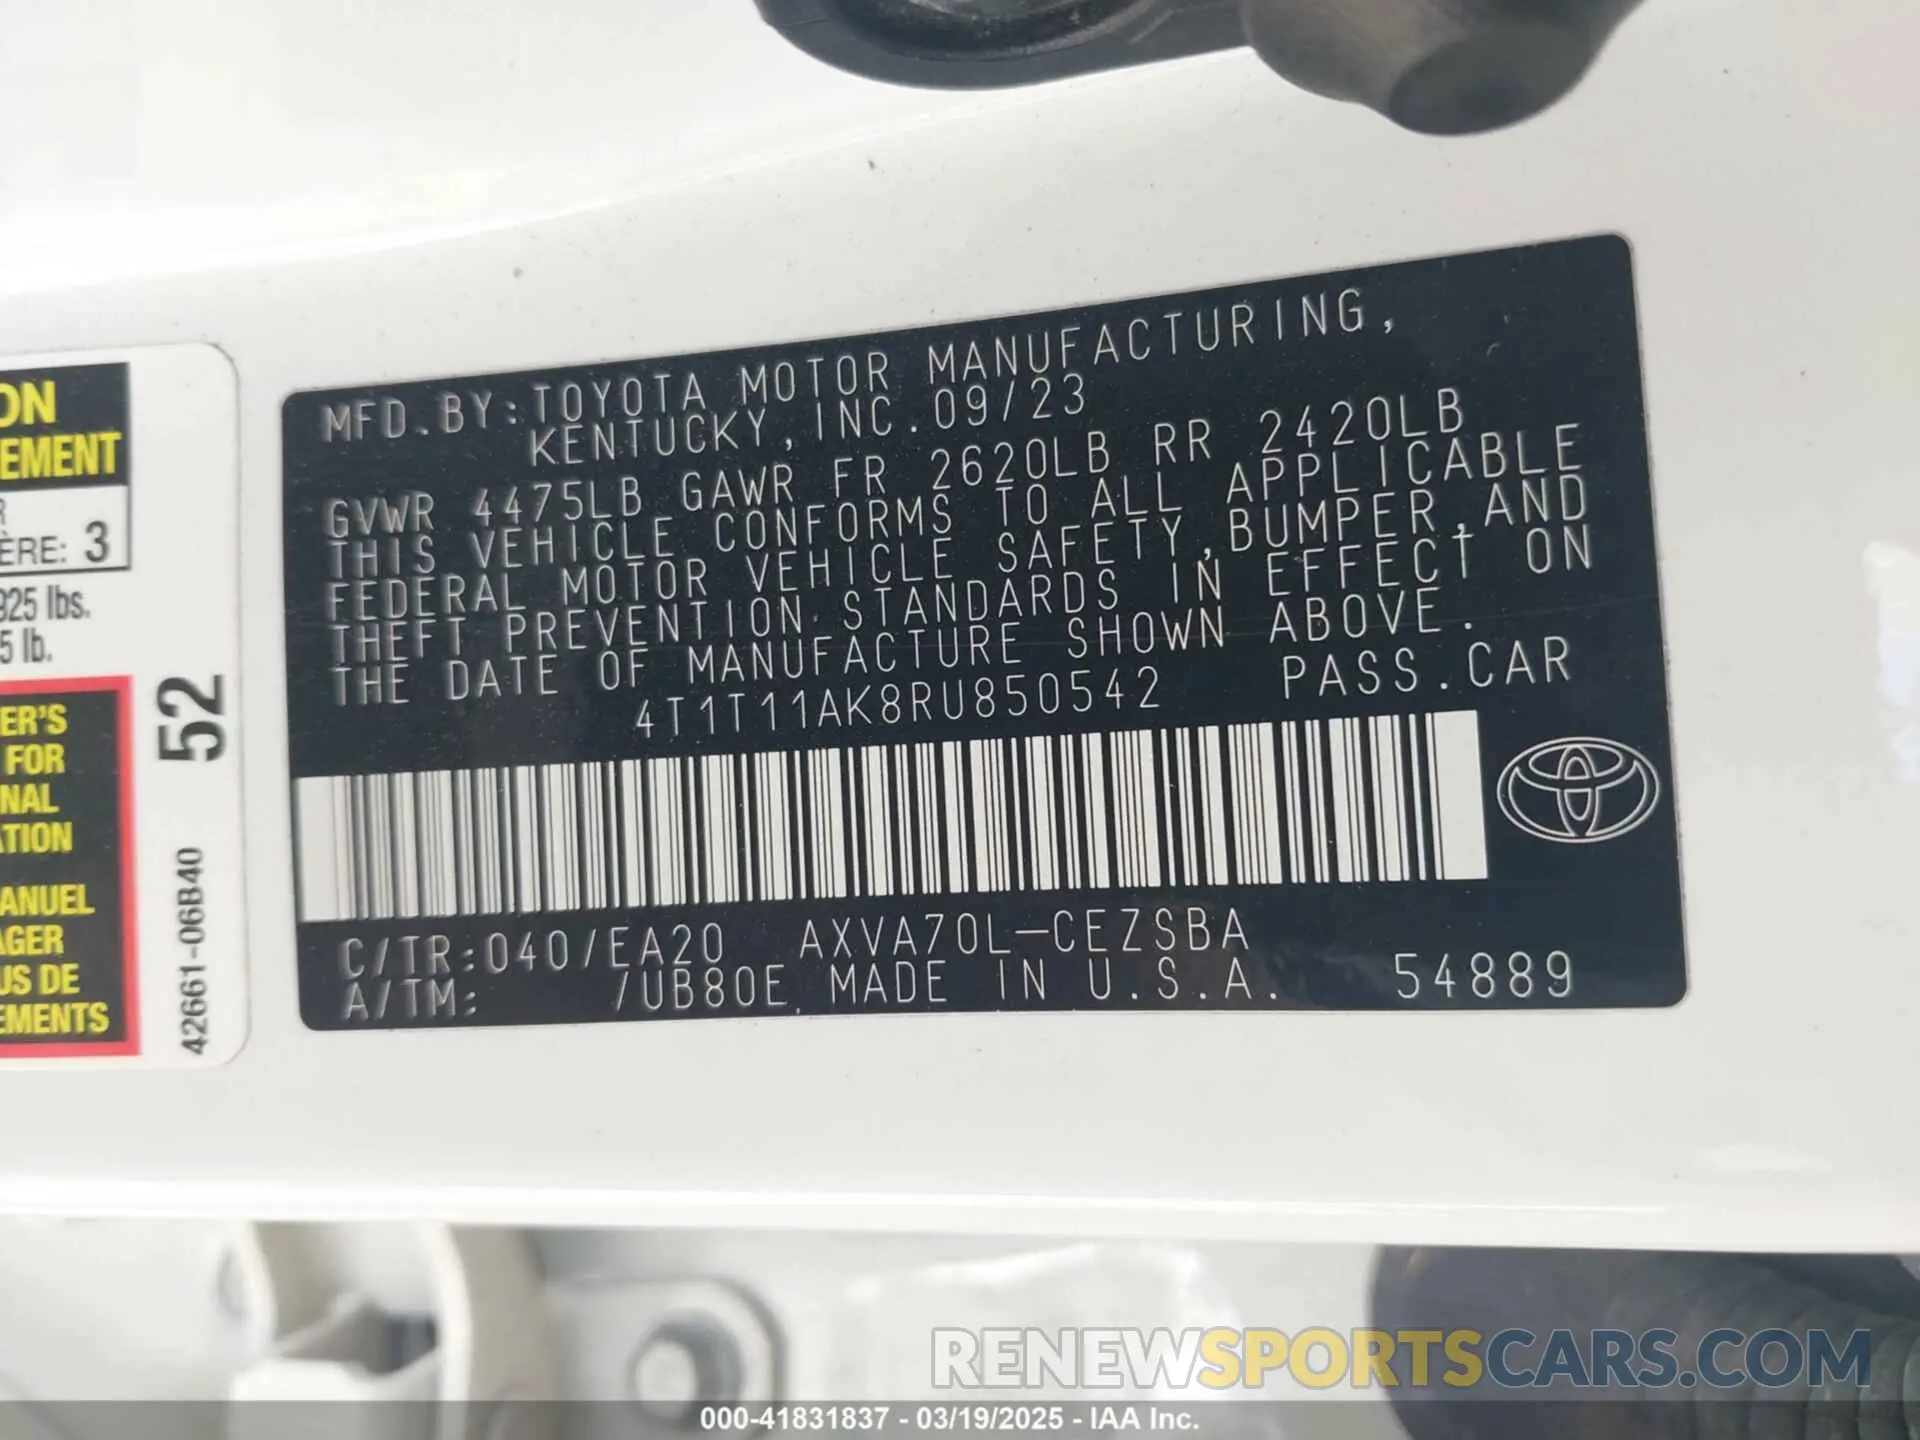 ON
EMENT
R
ÈRE: 3
925 lbs.
5 lb.
ER'S
FOR
NAL
ATION
ANUEL
AGER
US DE
EMENTS
52
42661-06B40
MFD.BY:TOYOTA MOTOR MANUFACTURING,
KENTUCKY, INC. 09/23
GVWR 4475LB GAWR FR 2620LB RR 2420LB
THIS VEHICLE CONFORMS TO ALL APPLICABLE
FEDERAL MOTOR VEHICLE SAFETY,BUMPER,AND
THEFT PREVENTION STANDARDS IN EFFECT ON
THE DATE OF MANUFACTURE SHOWN ABOVE.
4T1T11AK8RU850542 PASS.CAR
C/TR:040/EA20 AXVA70L-CEZSBA
A/TM: /UB80E, MADE IN U.S.A. 54889
RENEWSPORTSCARS.COM
000-41831837 - 03/19/2025 - IAA Inc.